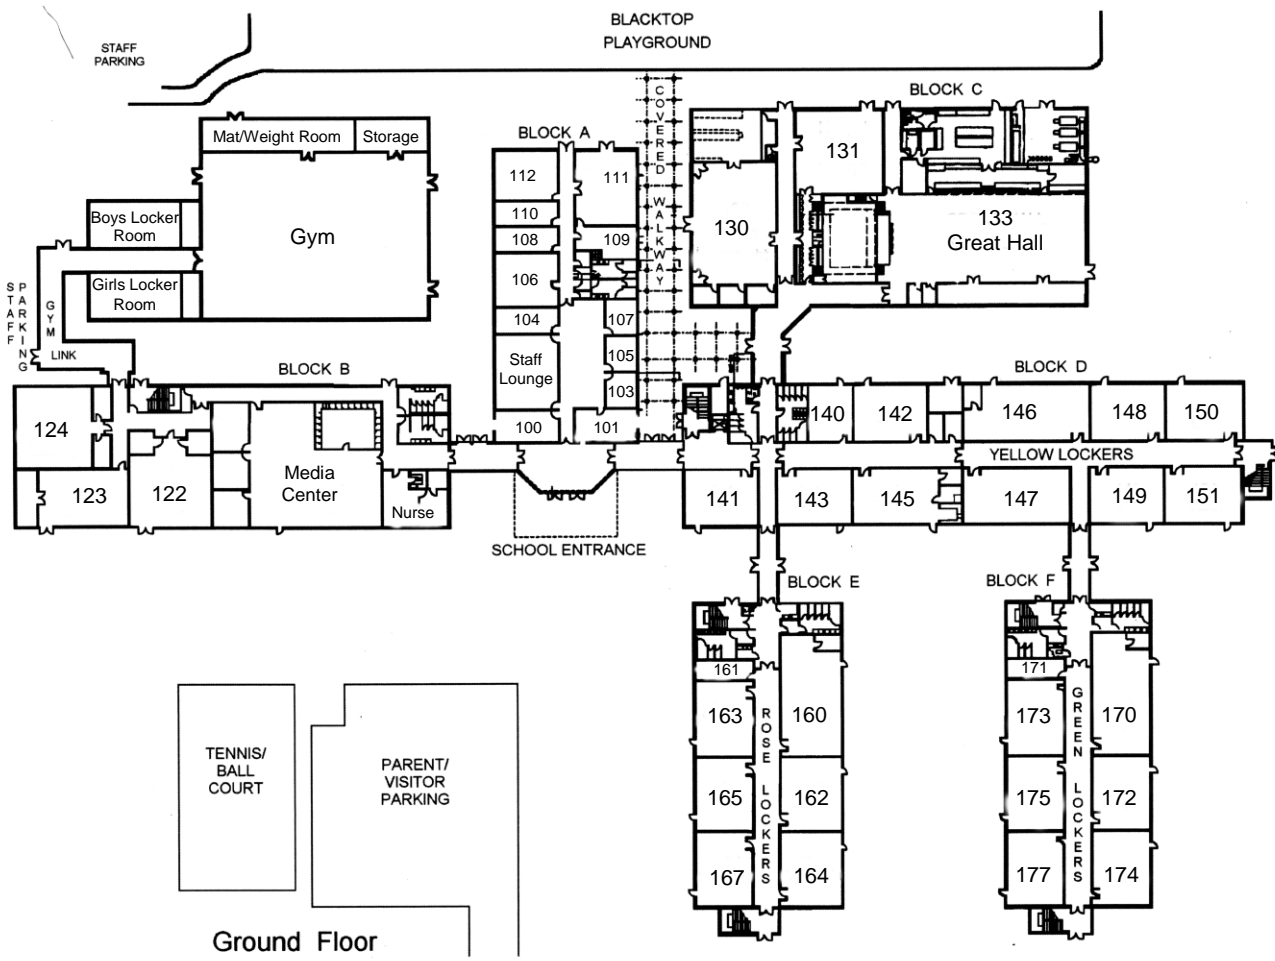 BLACKTOP
PLAYGROUND
STAFF
PARKING
BLOCK C
BLOCK A
COVERED WALKWAY
Mat/Weight Room
Storage
131
112
111
110
Boys Locker
Room
133
Great Hall
130
Gym
108
109
106
Girls Locker
Room
STAFF
PARKING
GYM
LINK
104
107
Staff
Lounge
105
103
BLOCK B
BLOCK D
100
101
140
142
146
148
150
124
YELLOW LOCKERS
Media
Center
123
122
Nurse
141
143
145
147
149
151
SCHOOL ENTRANCE
BLOCK E
BLOCK F
161
171
163
160
173
170
ROSE LOCKERS
GREEN LOCKERS
TENNIS/
BALL
COURT
PARENT/
VISITOR
PARKING
165
162
175
172
167
164
177
174
Ground Floor